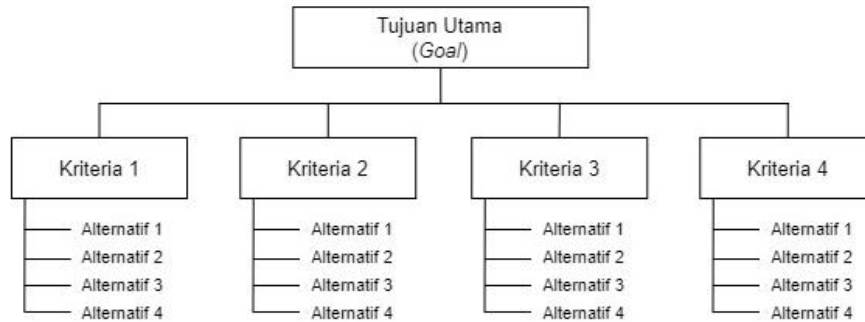 Tujuan Utama
(Goal)
Kriteria 1
Kriteria 2
Kriteria 3
Kriteria 4
Alternatif 1
Alternatif 2
Alternatif 3
Alternatif 4
Alternatif 1
Alternatif 2
Alternatif 3
Alternatif 4
Alternatif 1
Alternatif 2
Alternatif 3
Alternatif 4
Alternatif 1
Alternatif 2
Alternatif 3
Alternatif 4